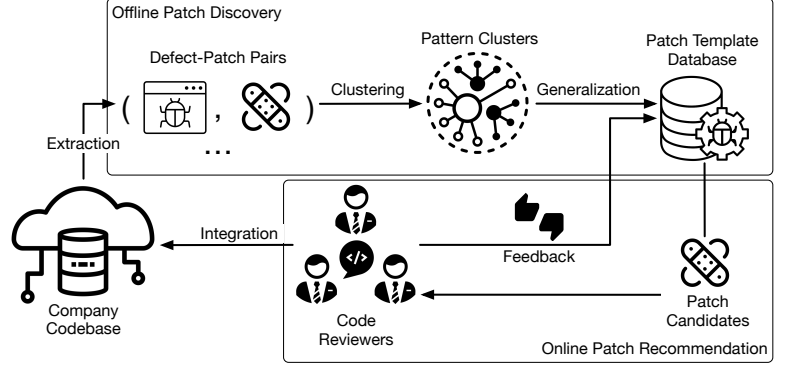 Offline Patch Discovery
Defect-Patch Pairs
Pattern Clusters
Patch Template
Database
( , )
...
Clustering
Generalization
Extraction
Integration
</>
Feedback
Company
Codebase
Code
Reviewers
Patch
Candidates
Online Patch Recommendation